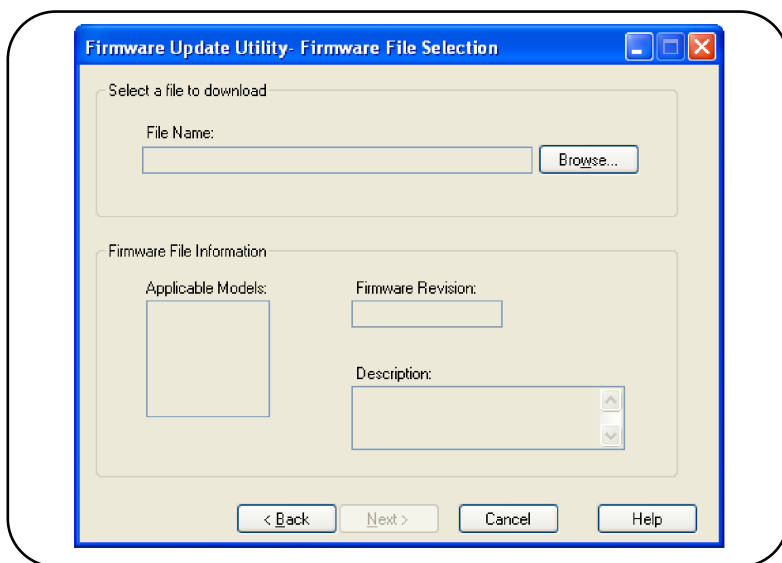 Firmware Update Utility- Firmware File Selection
Select a file to download
File Name:
Browse...
Firmware File Information
Applicable Models:
Firmware Revision:
Description:
< Back
Next >
Cancel
Help